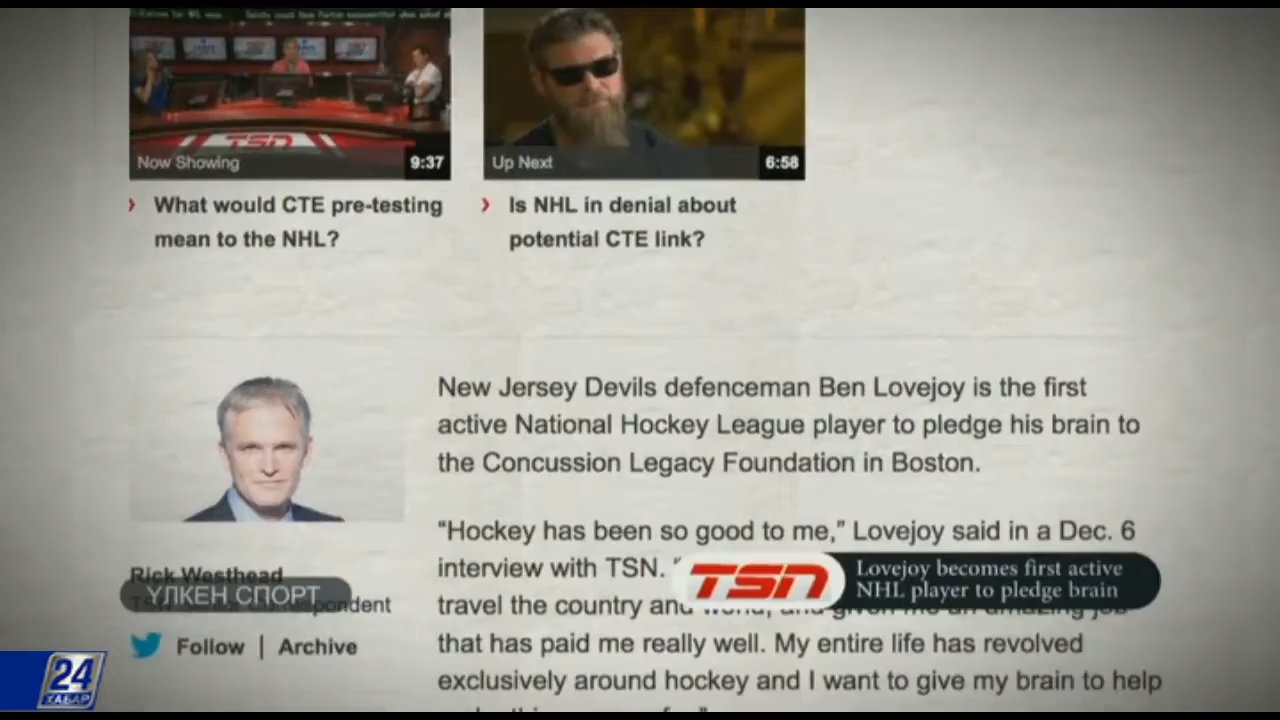 TSN
Now Showing
9:37
Up Next
6:58
What would CTE pre-testing
mean to the NHL?
Is NHL in denial about
potential CTE link?
New Jersey Devils defenceman Ben Lovejoy is the first
active National Hockey League player to pledge his brain to
the Concussion Legacy Foundation in Boston.
“Hockey has been so good to me,” Lovejoy said in a Dec. 6
interview with TSN. “
travel the country and
that has paid me really well. My entire life has revolved
exclusively around hockey and I want to give my brain to help
Rick Westhead
ҮЛКЕН СПОРТ
Follow | Archive
TSN
Lovejoy becomes first active
NHL player to pledge brain
24
ХАБАР